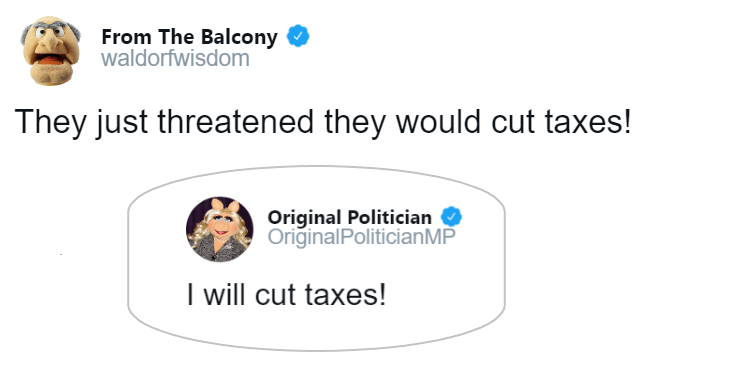 From The Balcony
waldorfwisdom
They just threatened they would cut taxes!
Original Politician
OriginalPoliticianMP
I will cut taxes!